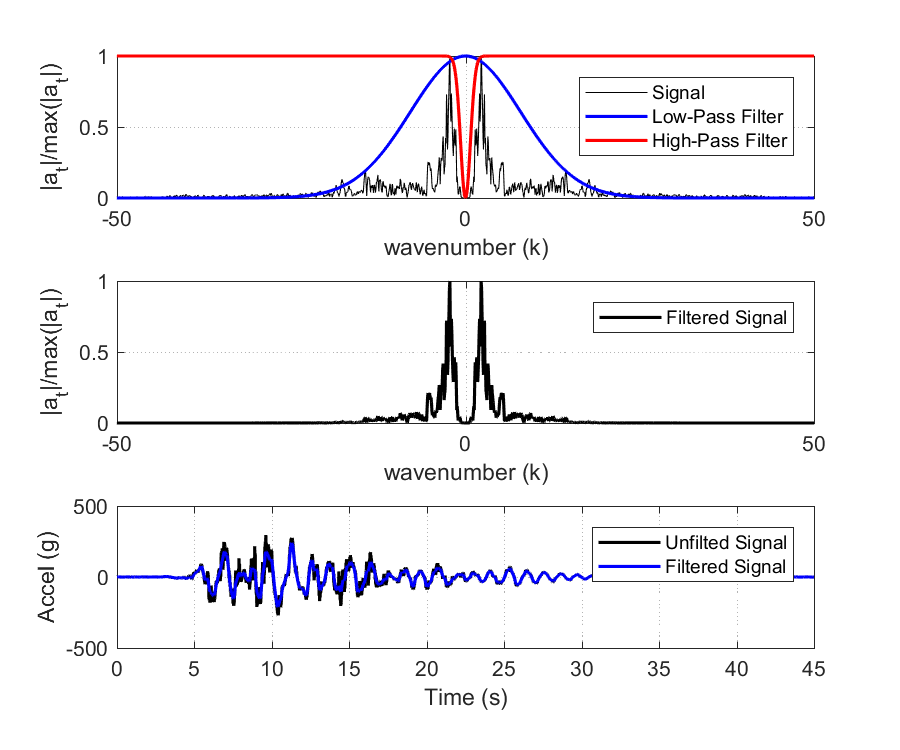 1
0.5
0
|a_t|/max(|a_t|)
Signal
Low-Pass Filter
High-Pass Filter
-50 0 50
wavenumber (k)
1
0.5
0
|a_t|/max(|a_t|)
Filtered Signal
-50 0 50
wavenumber (k)
500
0
-500
Accel (g)
Unfilted Signal
Filtered Signal
0 5 10 15 20 25 30 35 40 45
Time (s)